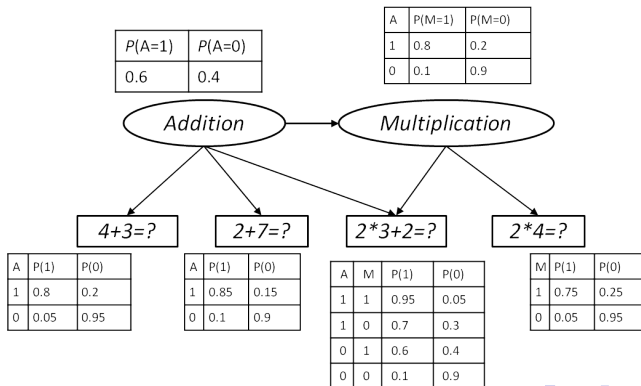 P(A=1) P(A=0)
0.6 0.4
A P(M=1) P(M=0)
1 0.8 0.2
0 0.1 0.9
Addition
Multiplication
4+3=?
2+7=?
2*3+2=?
2*4=?
A P(1) P(0)
1 0.8 0.2
0 0.05 0.95
A P(1) P(0)
1 0.85 0.15
0 0.1 0.9
A M P(1) P(0)
1 1 0.95 0.05
1 0 0.7 0.3
0 1 0.6 0.4
0 0 0.1 0.9
M P(1) P(0)
1 0.75 0.25
0 0.05 0.95